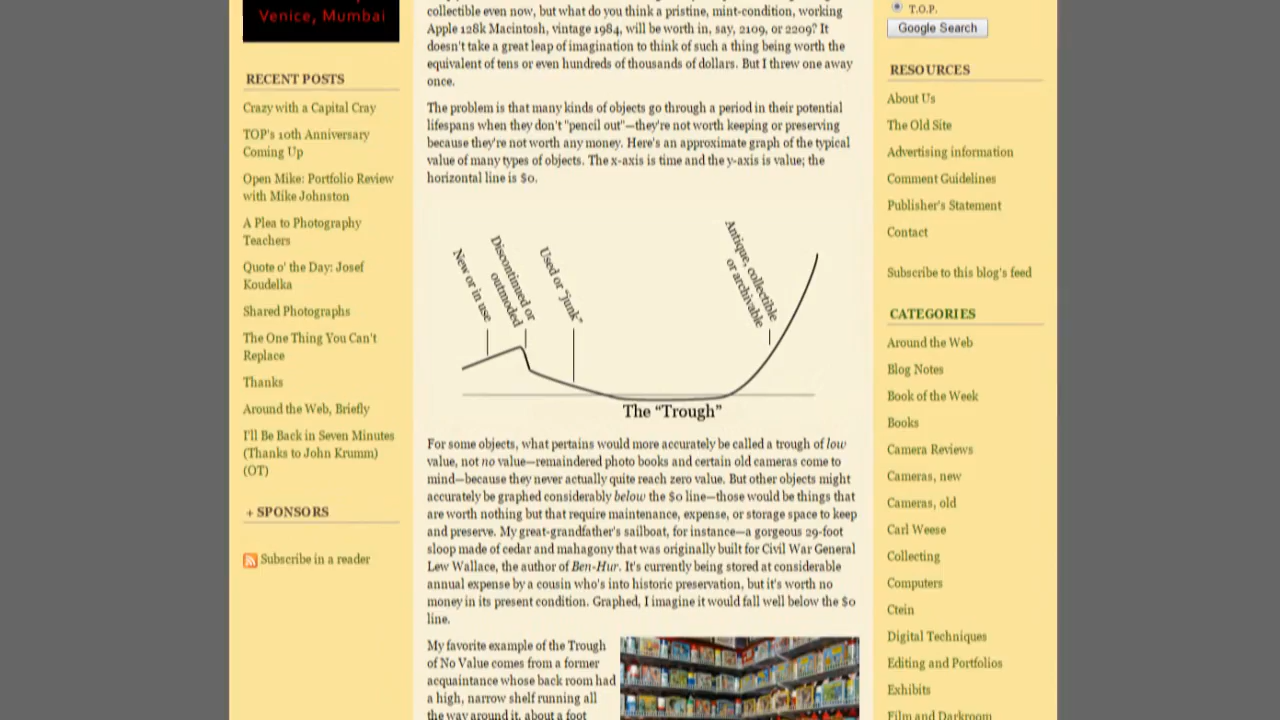 Venice, Mumbai
RECENT POSTS
Crazy with a Capital Cray
TOP's 10th Anniversary
Coming Up
Open Mike: Portfolio Review
with Mike Johnston
A Plea to Photography
Teachers
Quote o' the Day: Josef
Koudelka
Shared Photographs
The One Thing You Can't
Replace
Thanks
Around the Web, Briefly
I'll Be Back in Seven Minutes
(Thanks to John Krumm)
(OT)
+ SPONSORS
Subscribe in a reader
collectible even now, but what do you think a pristine, mint-condition, working
Apple 128k Macintosh, vintage 1984, will be worth in, say, 2109, or 2209? It
doesn't take a great leap of imagination to think of such a thing being worth the
equivalent of tens or even hundreds of thousands of dollars. But I threw one away
once.
The problem is that many kinds of objects go through a period in their potential
lifespans when they don't "pencil out"—they're not worth keeping or preserving
because they're not worth any money. Here's an approximate graph of the typical
value of many types of objects. The x-axis is time and the y-axis is value; the
horizontal line is $0.
New or in use
Discontinued or
outmoded
Used or "junk"
Antique, collectible
or archivable
The “Trough”
For some objects, what pertains would more accurately be called a trough of low
value, not no value—remaindered photo books and certain old cameras come to
mind—because they never actually quite reach zero value. But other objects might
accurately be graphed considerably below the $0 line—those would be things that
are worth nothing but that require maintenance, expense, or storage space to keep
and preserve. My great-grandfather's sailboat, for instance—a gorgeous 29-foot
sloop made of cedar and mahagony that was originally built for Civil War General
Lew Wallace, the author of Ben-Hur. It's currently being stored at considerable
annual expense by a cousin who's into historic preservation, but it's worth no
money in its present condition. Graphed, I imagine it would fall well below the $0
line.
My favorite example of the Trough
of No Value comes from a former
acquaintance whose back room had
a high, narrow shelf running all
the way around it, about a foot
T.O.P.
Google Search
RESOURCES
About Us
The Old Site
Advertising information
Comment Guidelines
Publisher's Statement
Contact
Subscribe to this blog's feed
CATEGORIES
Around the Web
Blog Notes
Book of the Week
Books
Camera Reviews
Cameras, new
Cameras, old
Carl Weese
Collecting
Computers
Ctein
Digital Techniques
Editing and Portfolios
Exhibits
Film and Darkroom